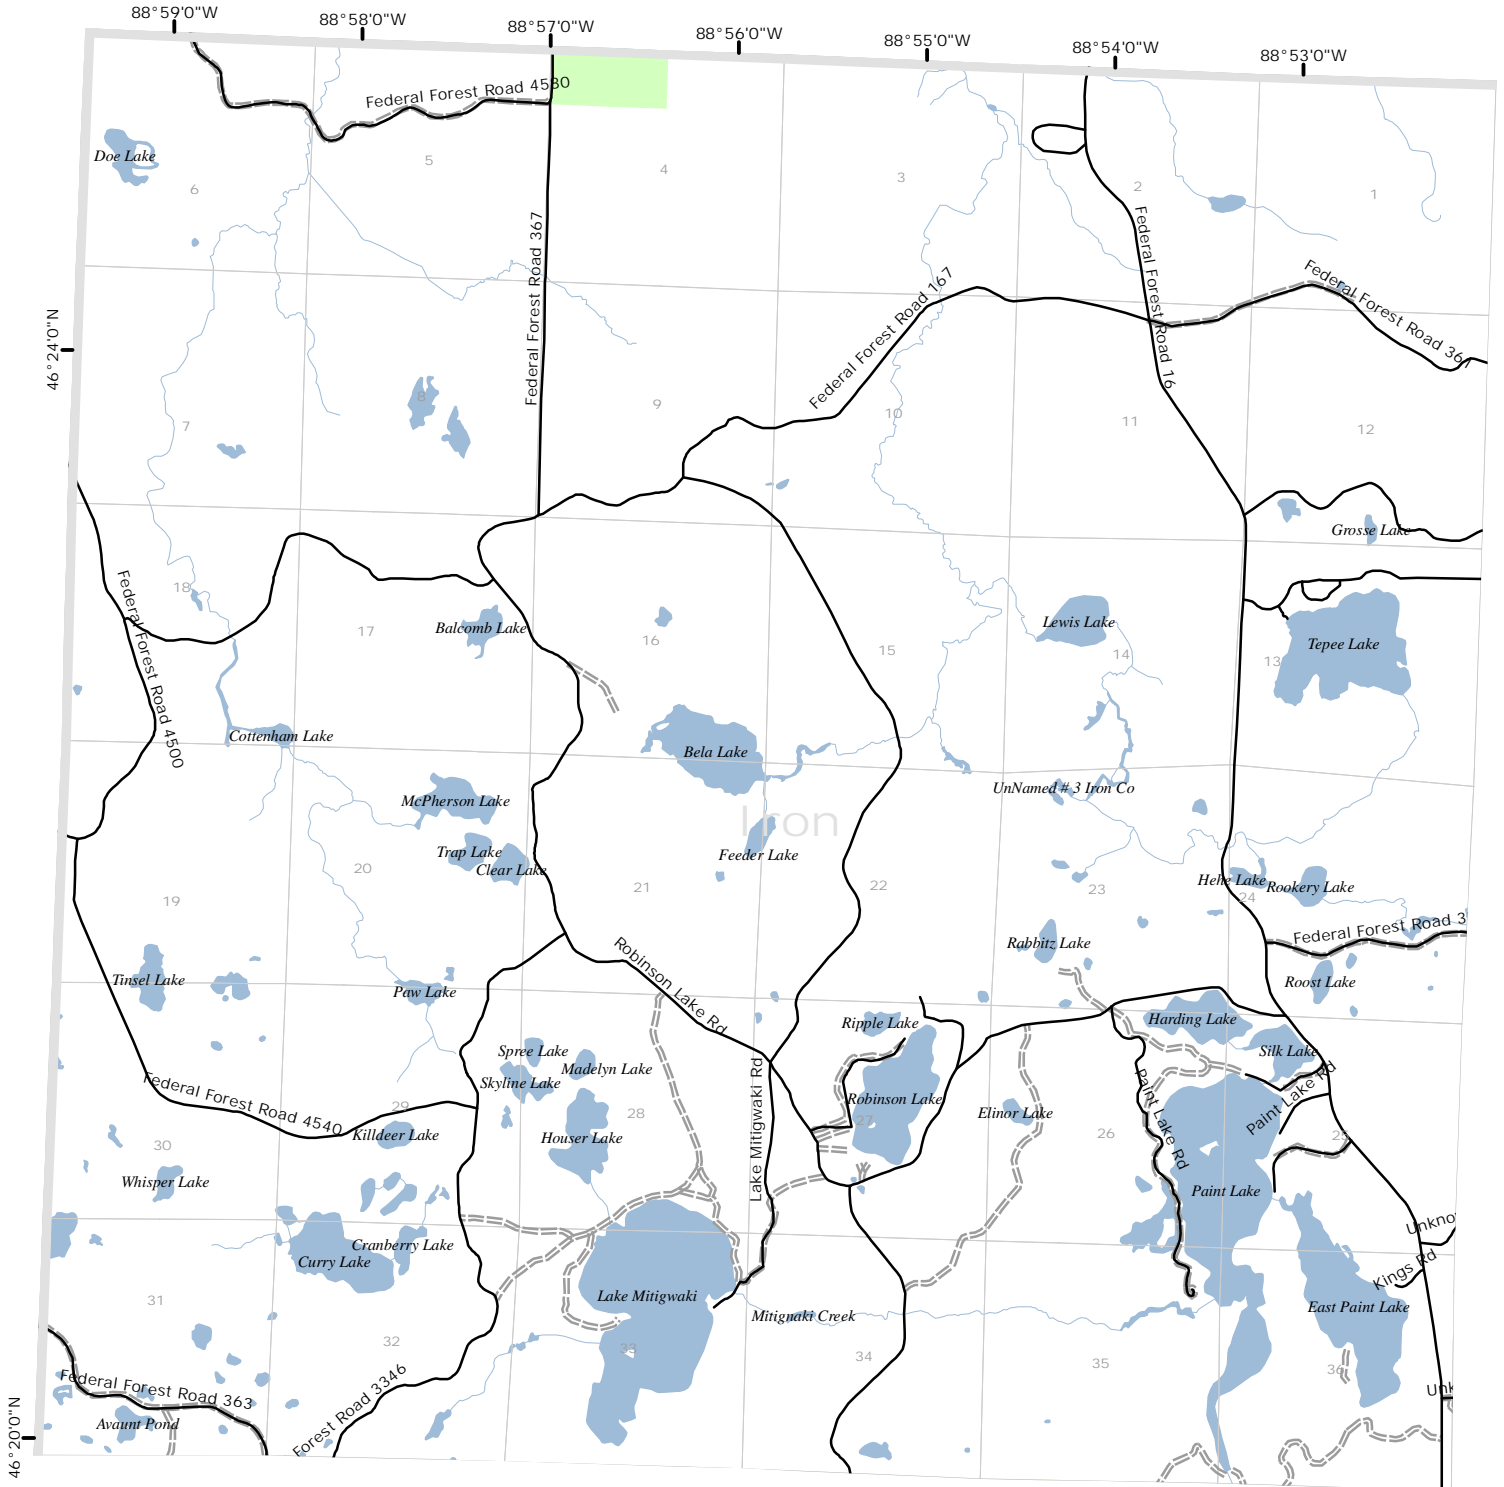 88°59'0"W
88°58'0"W
88°57'0"W
88°56'0"W
88°55'0"W
88°54'0"W
88°53'0"W
Federal Forest Road 4580
Doe Lake
5
4
3
2
1
6
Federal Forest Road 367
Federal Forest Road 16
Federal Forest Road 167
Federal Forest Road 367
46°24'0"N
8
9
10
11
12
7
Grosse Lake
Federal Forest Road 4500
18
17
Balcomb Lake
16
15
Lewis Lake
14
13
Tepee Lake
Cottenham Lake
Bela Lake
McPherson Lake
UnNamed # 3 Iron Co
Iron
Trap Lake
Clear Lake
Feeder Lake
20
19
21
22
23
Hehe Lake
Rookery Lake
24
Federal Forest Road 3
Rabbitz Lake
Robinson Lake Rd
Tinsel Lake
Paw Lake
Roost Lake
Ripple Lake
Harding Lake
Spree Lake
Madelyn Lake
Skyline Lake
Silk Lake
Federal Forest Road 4540
29
28
Robinson Lake
27
Elinor Lake
Paint Lake Rd
Paint Lake Rd
Killdeer Lake
Houser Lake
Lake Mitigwaki Rd
26
25
30
Whisper Lake
Paint Lake
Unkno
Cranberry Lake
Curry Lake
Kings Rd
31
Lake Mitigwaki
Mitignaki Creek
East Paint Lake
32
33
34
35
36
Federal Forest Road 363
Forest Road 3346
Unk
Avaunt Pond
46°20'0"N